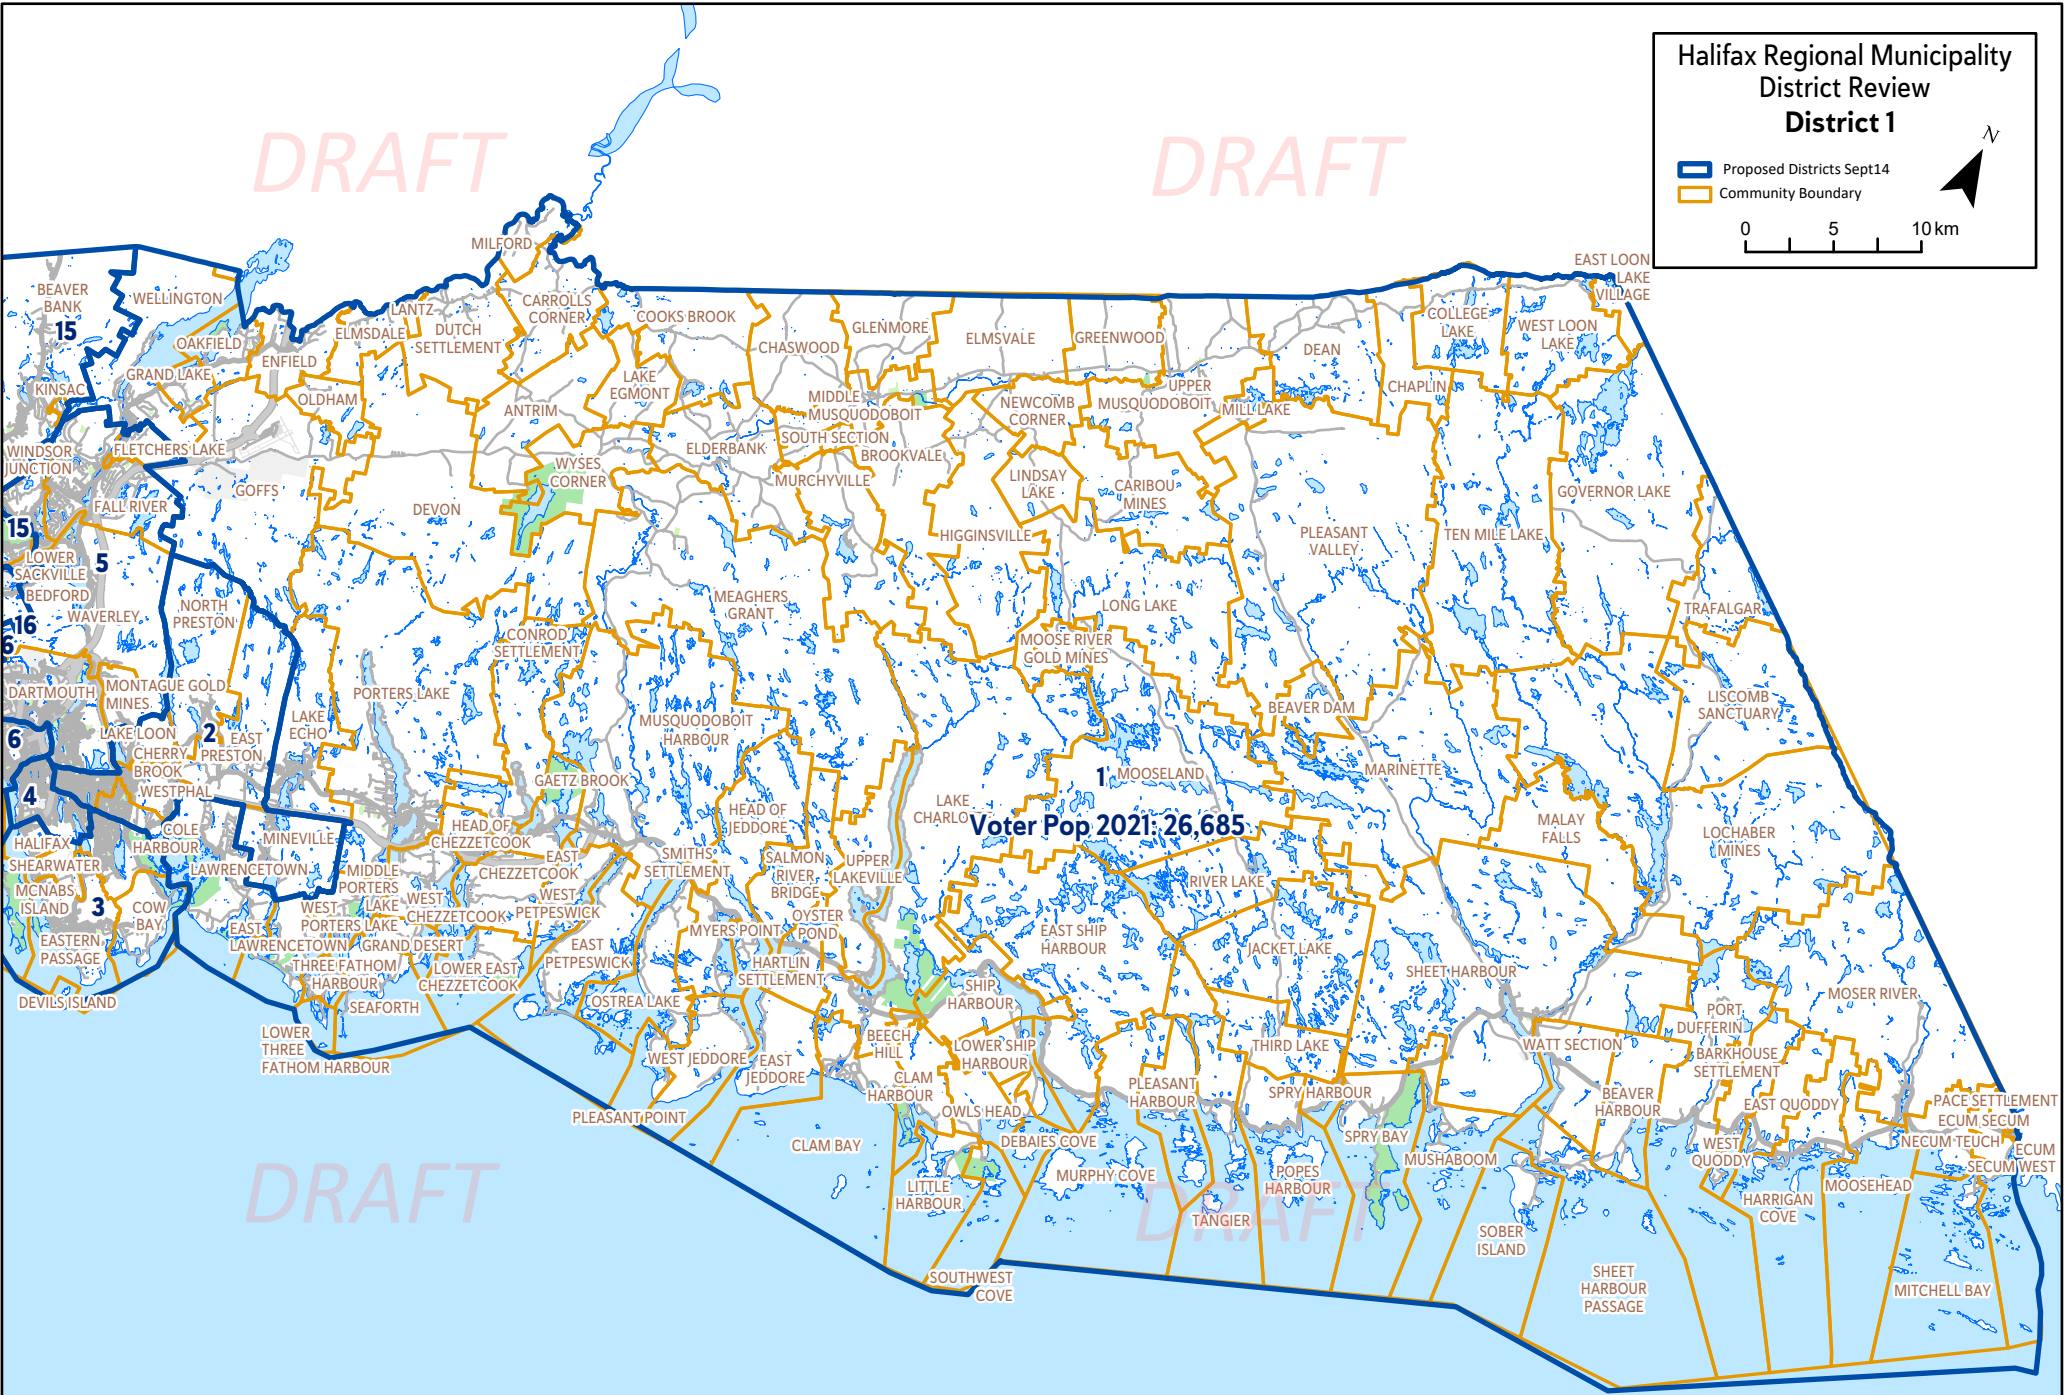 Halifax Regional Municipality
District Review
District 1
N
Proposed Districts Sept14
Community Boundary
0 5 10 km
DRAFT
DRAFT
MILFORD
EAST LOON
LAKE
VILLAGE
BEAVER
BANK
15
WELLINGTON
LANTZ
ELMSDALE
DUTCH
SETTLEMENT
CARROLLS
CORNER
COOKS BROOK
CHASWOOD
GLENMORE
ELMSVALE
GREENWOOD
DEAN
COLLEGE
LAKE
WEST LOON
LAKE
OAKFIELD
ENFIELD
GRAND LAKE
KINSAC
OLDHAM
ANTRIM
LAKE
EGMONT
MIDDLE
MUSQUODOBOIT
NEWCOMB
CORNER
UPPER
MUSQUODOBOIT
MILL LAKE
CHAPLIN
WINDSOR
JUNCTION
FLETCHERS LAKE
GOFFS
FALL RIVER
DEVON
WYSES
CORNER
ELDERBANK
SOUTH SECTION
BROOKVALE
MURCHYVILLE
LINDSAY
LAKE
CARIBOU
MINES
GOVERNOR LAKE
15
5
LOWER
SACKVILLE
BEDFORD
16
6
WAVERLEY
NORTH
PRESTON
HIGGINSVILLE
PLEASANT
VALLEY
TEN MILE LAKE
MEAGHERS
GRANT
CONROD
SETTLEMENT
LONG LAKE
MOOSE RIVER
GOLD MINES
TRAFALGAR
DARTMOUTH
MONTAGUE GOLD
MINES
PORTERS LAKE
LAKE
ECHO
MUSQUODOBOIT
HARBOUR
BEAVER DAM
LISCOMB
SANCTUARY
6
LAKE LOON
CHERRY
BROOK
2
EAST
PRESTON
WESTPHAL
4
GAETZ BROOK
1
MOOSELAND
MARINETTE
LAKE
CHARLO
Voter Pop 2021: 26,685
HEAD OF
JEDDORE
MALAY
FALLS
LOCHABER
MINES
HALIFAX
SHEARWATER
COLE
HARBOUR
MINEVILLE
LAWRENCETOWN
HEAD OF
CHEZZETCOOK
EAST
CHEZZETCOOK
SMITHS
SETTLEMENT
SALMON
RIVER
BRIDGE
UPPER
LAKEVILLE
RIVER LAKE
MCNABS
ISLAND
3
COW
BAY
MIDDLE
PORTERS
LAKE
WEST
PORTERS LAKE
WEST
CHEZZETCOOK
WEST
PETPESWICK
OYSTER
POND
MYERS POINT
EAST SHIP
HARBOUR
JACKET LAKE
EASTERN
PASSAGE
EAST
LAWRENCETOWN
GRAND DESERT
EAST
PETPESWICK
HARTLIN
SETTLEMENT
SHEET HARBOUR
THREE FATHOM
HARBOUR
LOWER EAST
CHEZZETCOOK
SHIP
HARBOUR
MOSER RIVER
DEVILS ISLAND
SEAFORTH
OSTREA LAKE
PORT
DUFFERIN
LOWER
THREE
FATHOM HARBOUR
WEST JEDDORE
EAST
JEDDORE
BEECH
HILL
LOWER SHIP
HARBOUR
THIRD LAKE
WATT SECTION
BARKHOUSE
SETTLEMENT
CLAM
HARBOUR
PLEASANT
HARBOUR
SPRY HARBOUR
BEAVER
HARBOUR
EAST QUODDY
PACE SETTLEMENT
ECUM SECUM
PLEASANT POINT
OWLS HEAD
CLAM BAY
DEBAIES COVE
SPRY BAY
MUSHABOOM
WEST
QUODDY
NECUM TEUCH
ECUM
SECUM WEST
DRAFT
LITTLE
HARBOUR
MURPHY COVE
POPES
HARBOUR
MOOSEHEAD
HARRIGAN
COVE
DRAFT
TANGIER
SOBER
ISLAND
SOUTHWEST
COVE
SHEET
HARBOUR
PASSAGE
MITCHELL BAY